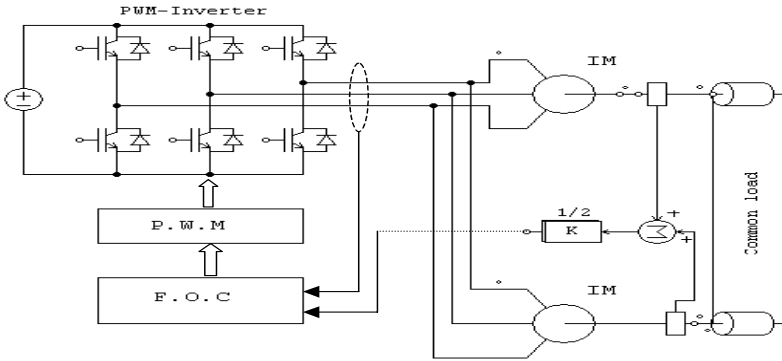 PWM-Inverter
IM
P.W.M
1/2
K
Σ
+
+
Common load
F.O.C
IM